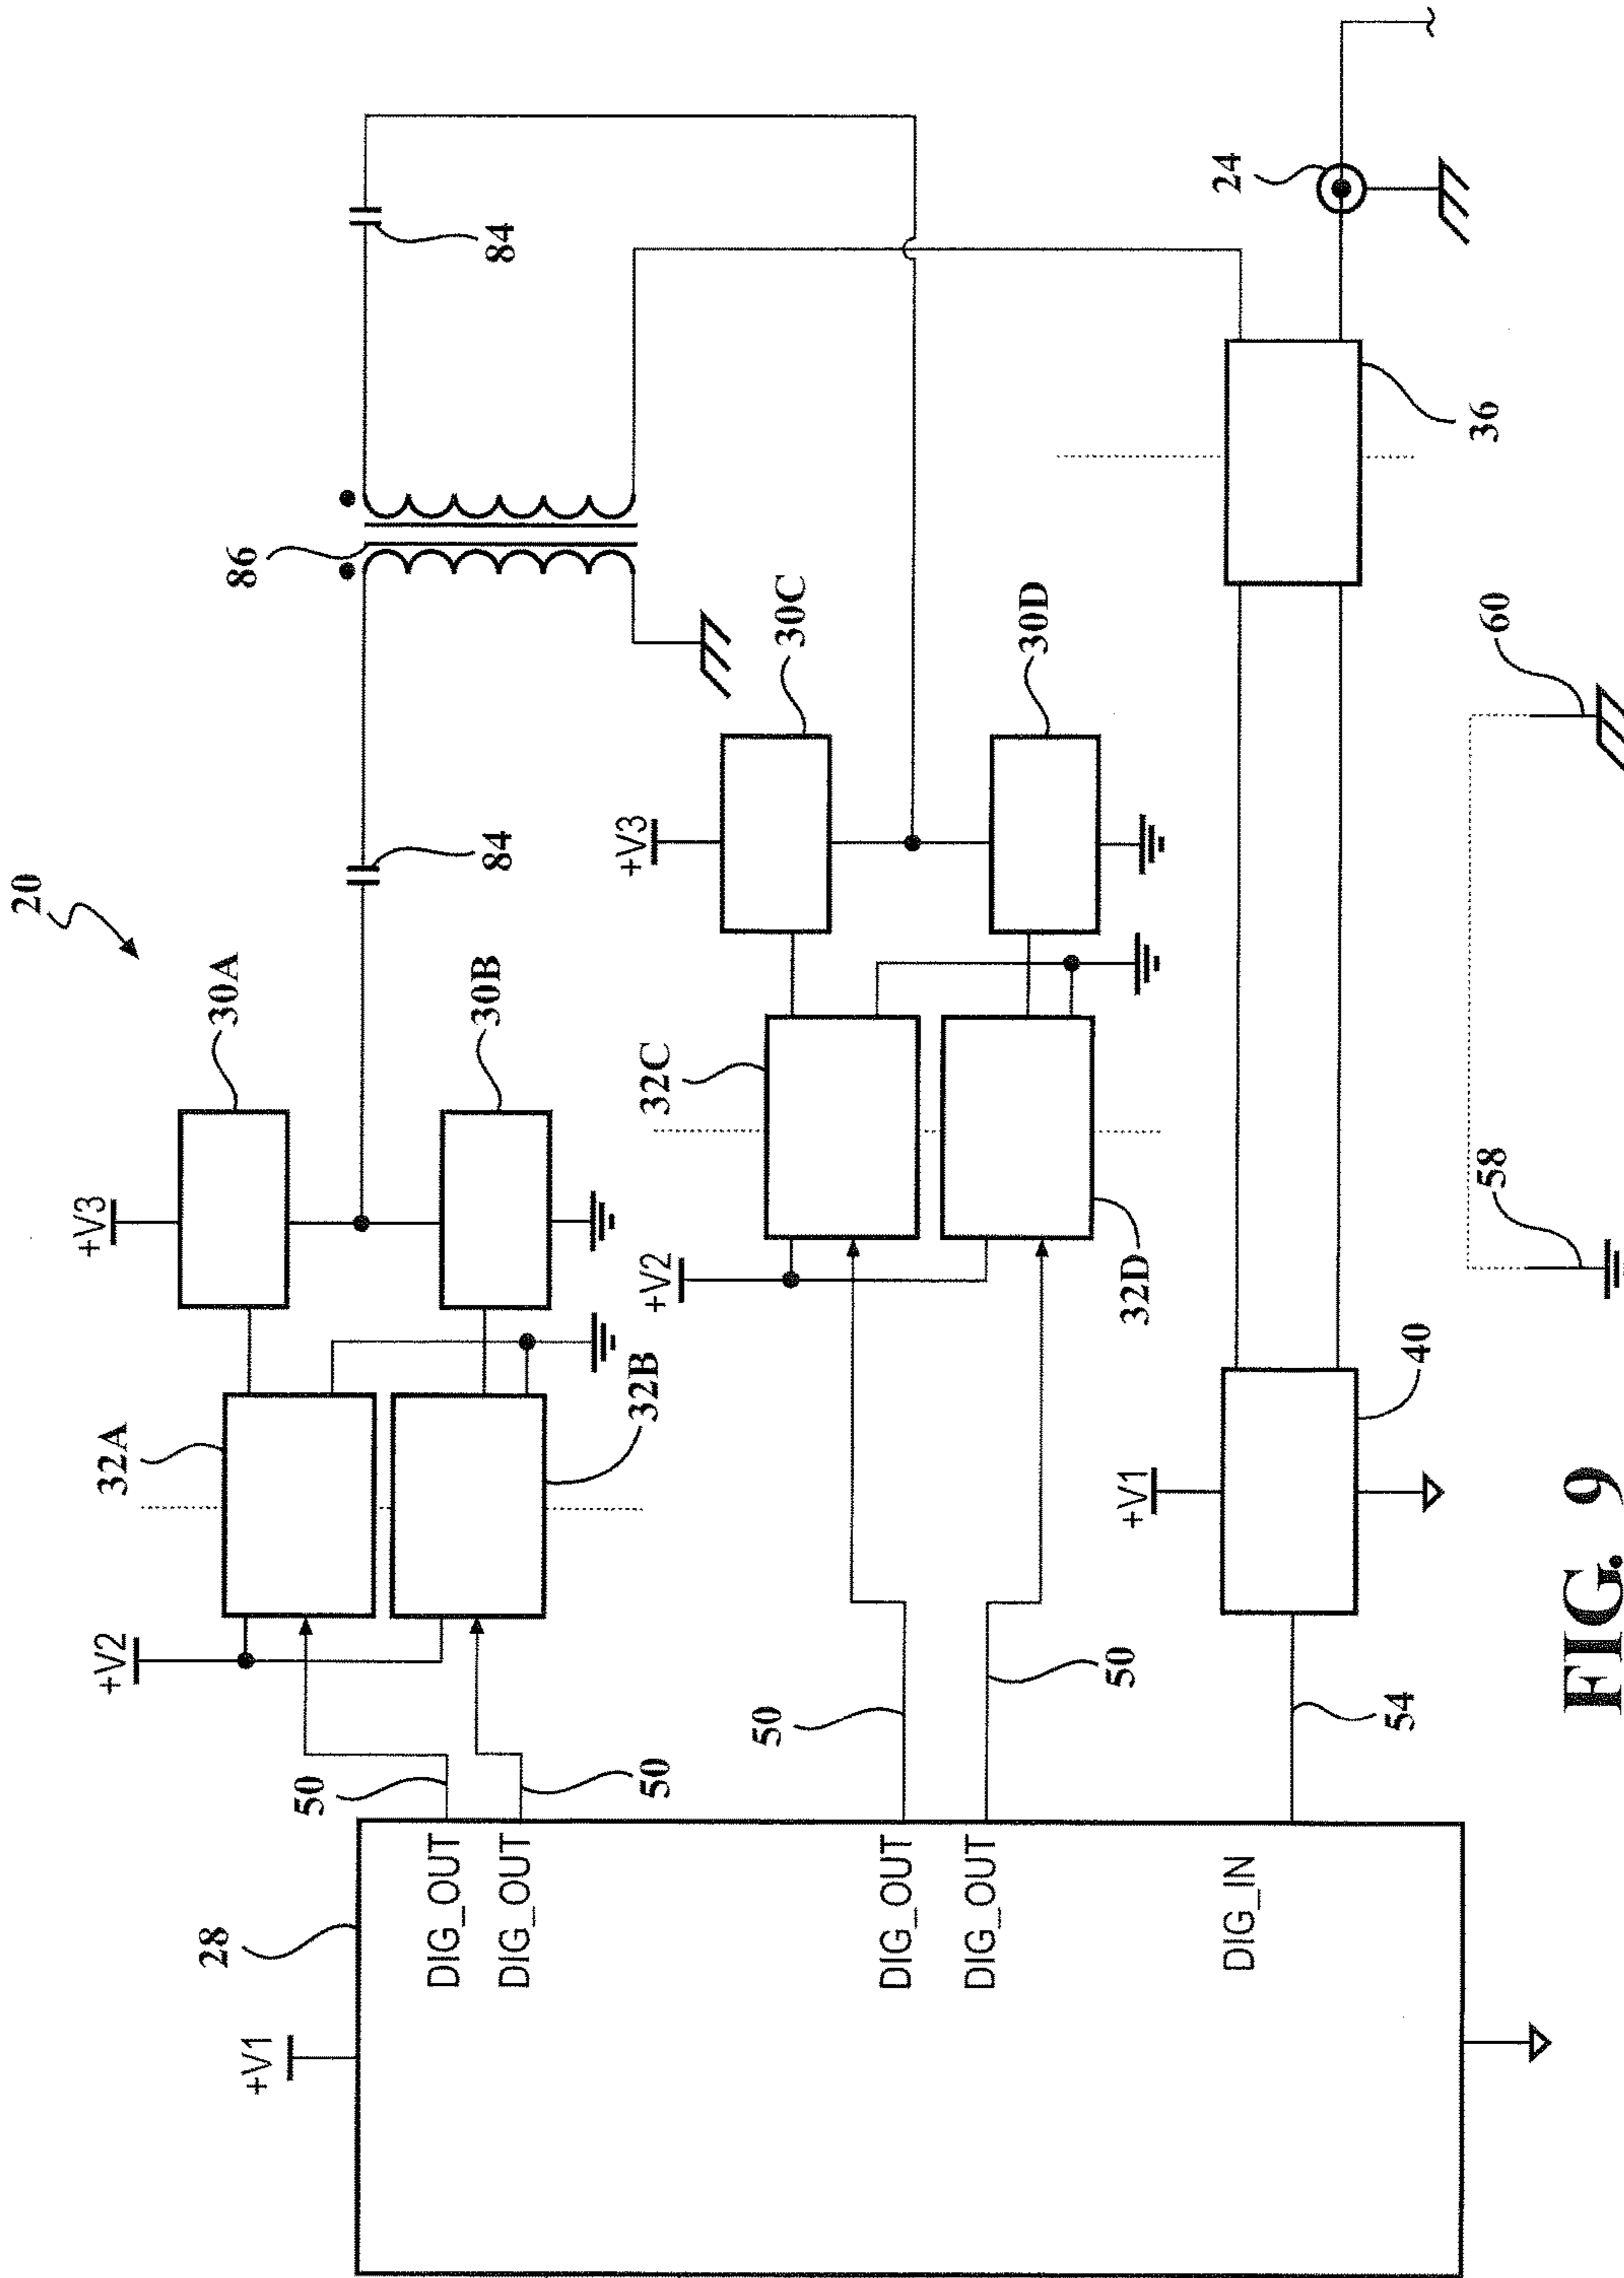 20
+V3
30A
+V2
32A
30B
32B
84
86
84
+V3
30C
+V2
32C
30D
32D
28
+V1
DIG_OUT
DIG_OUT
DIG_OUT
DIG_OUT
DIG_IN
50
50
50
50
54
+V1
40
36
24
58
60
FIG. 9